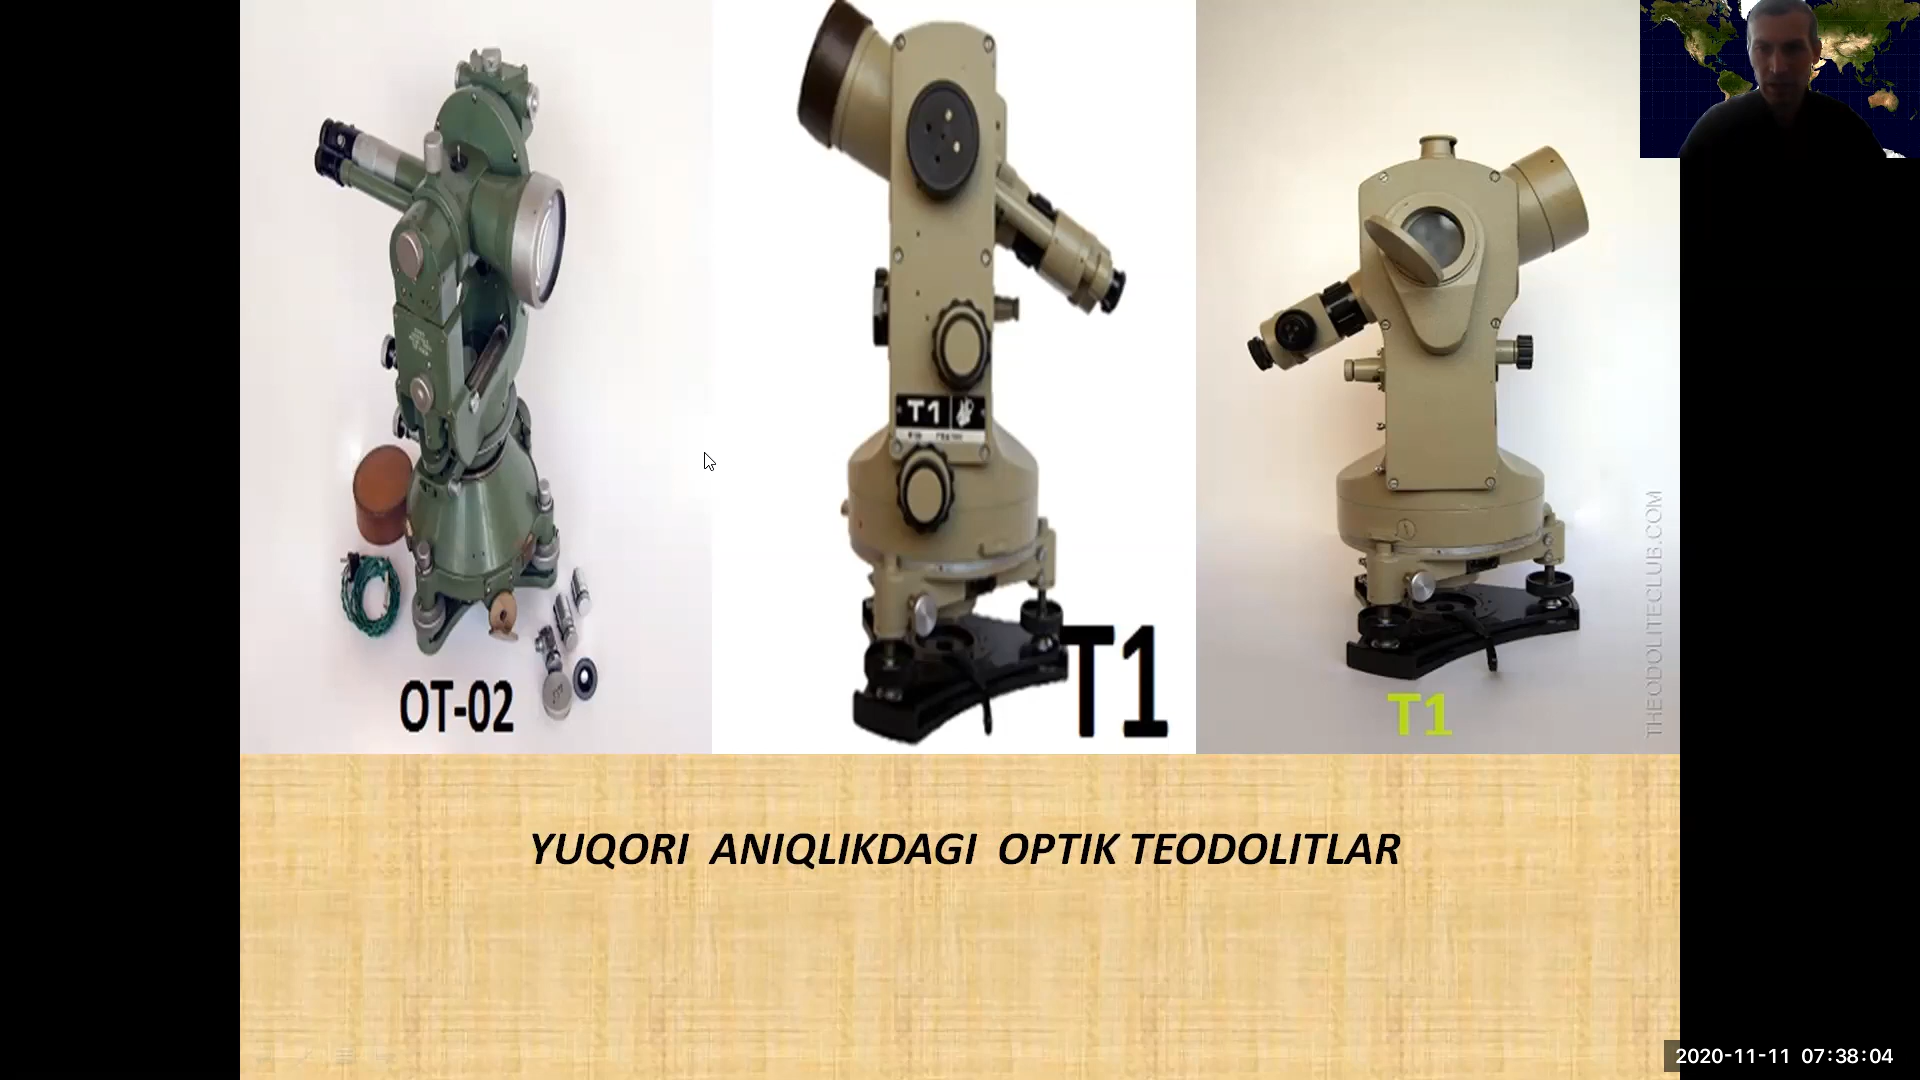 T1
OT-02
T1
T1
THEODOLITECLUB.COM
YUQORI ANIQLIKDAGI OPTIK TEODOLITLAR
2020-11-11 07:38:04